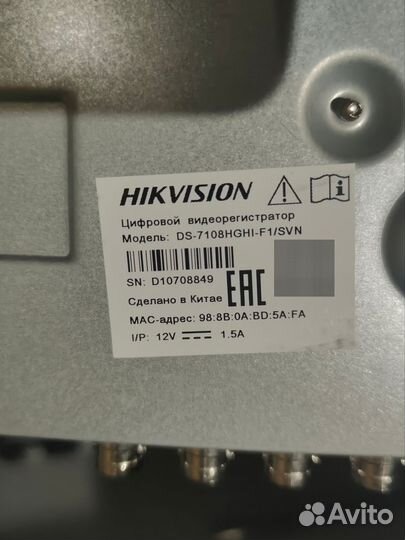 HIKVISION
Цифровой видеорегистратор
Модель: DS-7108HGHI-F1/SVN
SN: D10708849
Сделано в Китае
EAC
MAC-адрес: 98:8B:0A:BD:5A:FA
I/P: 12V 1.5A
Avito